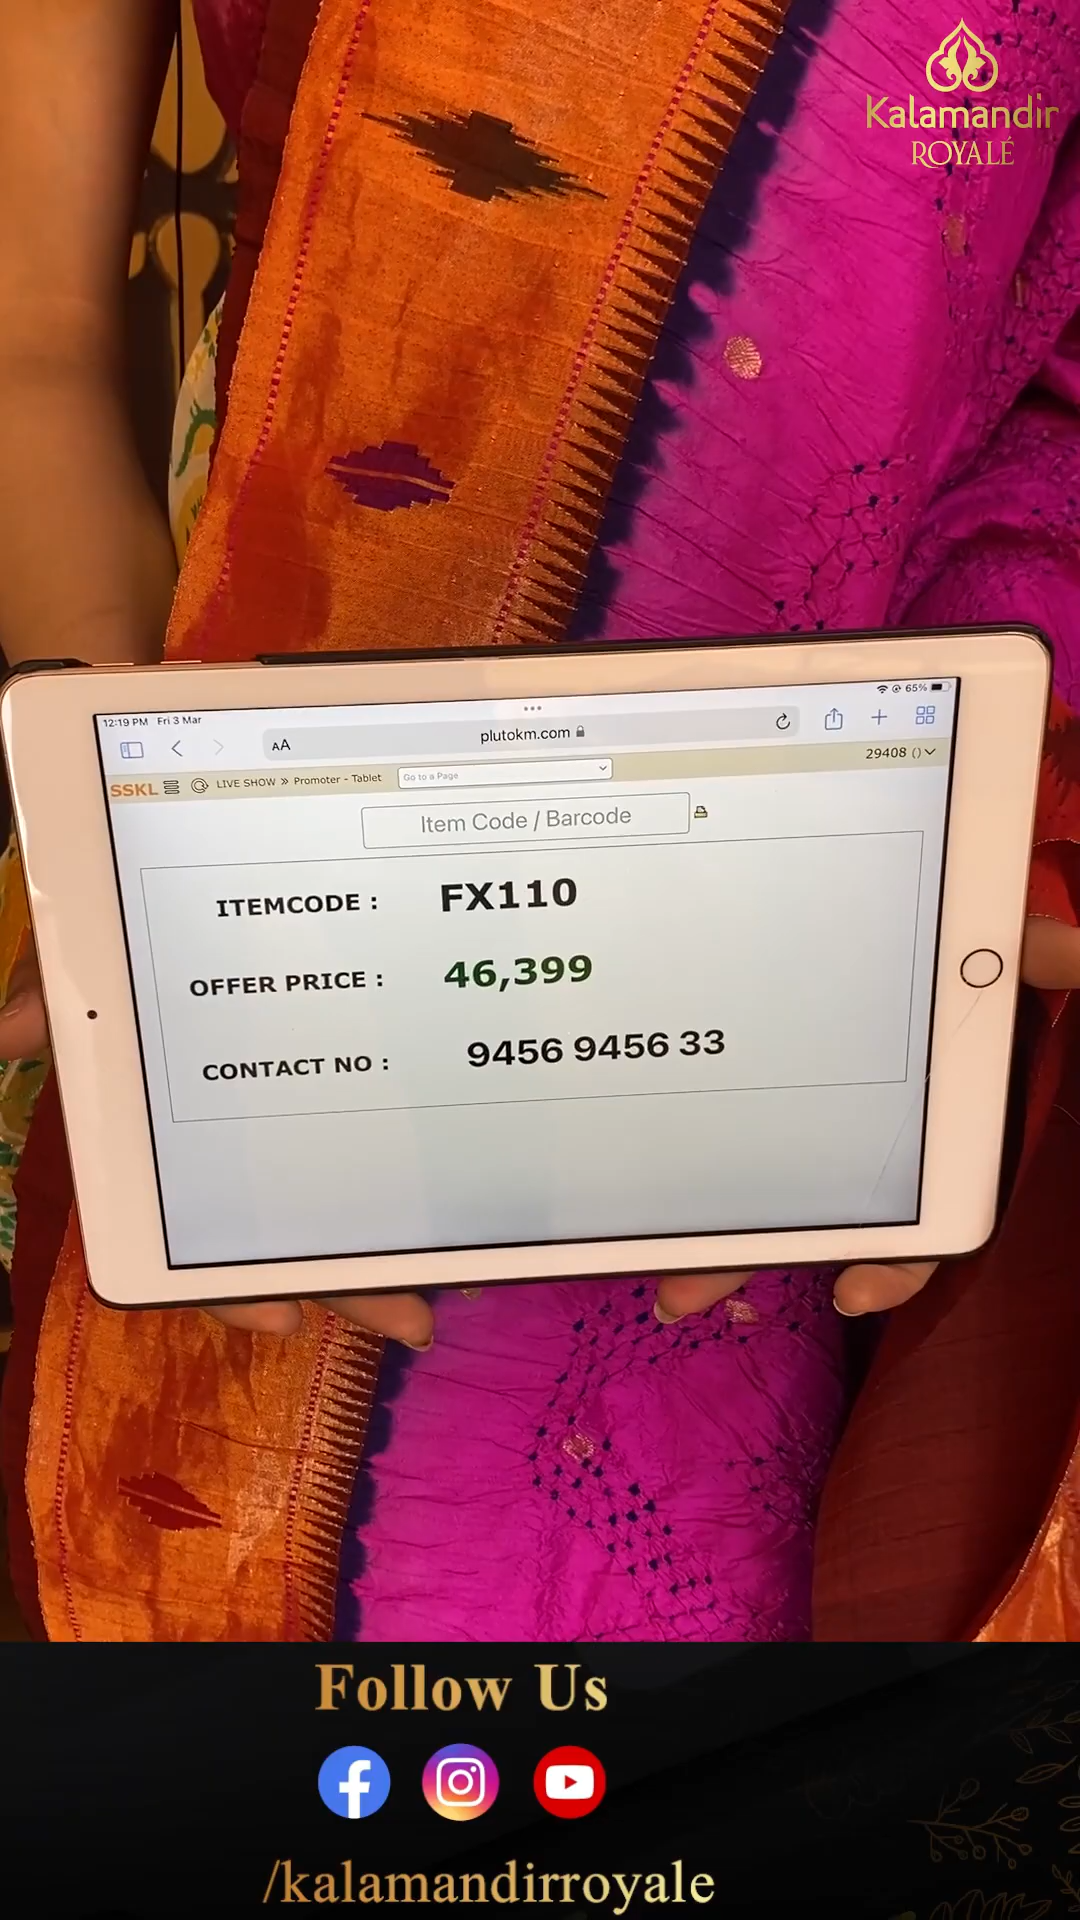 Kalamandir
ROYALÉ
12:19 PM Fri 3 Mar
65%
AA
plutokm.com
SSKL
LIVE SHOW » Promoter - Tablet
Go to a Page
29408 ()
Item Code / Barcode
ITEMCODE : FX110
OFFER PRICE : 46,399
CONTACT NO : 9456 9456 33
Follow Us
/kalamandirroyale